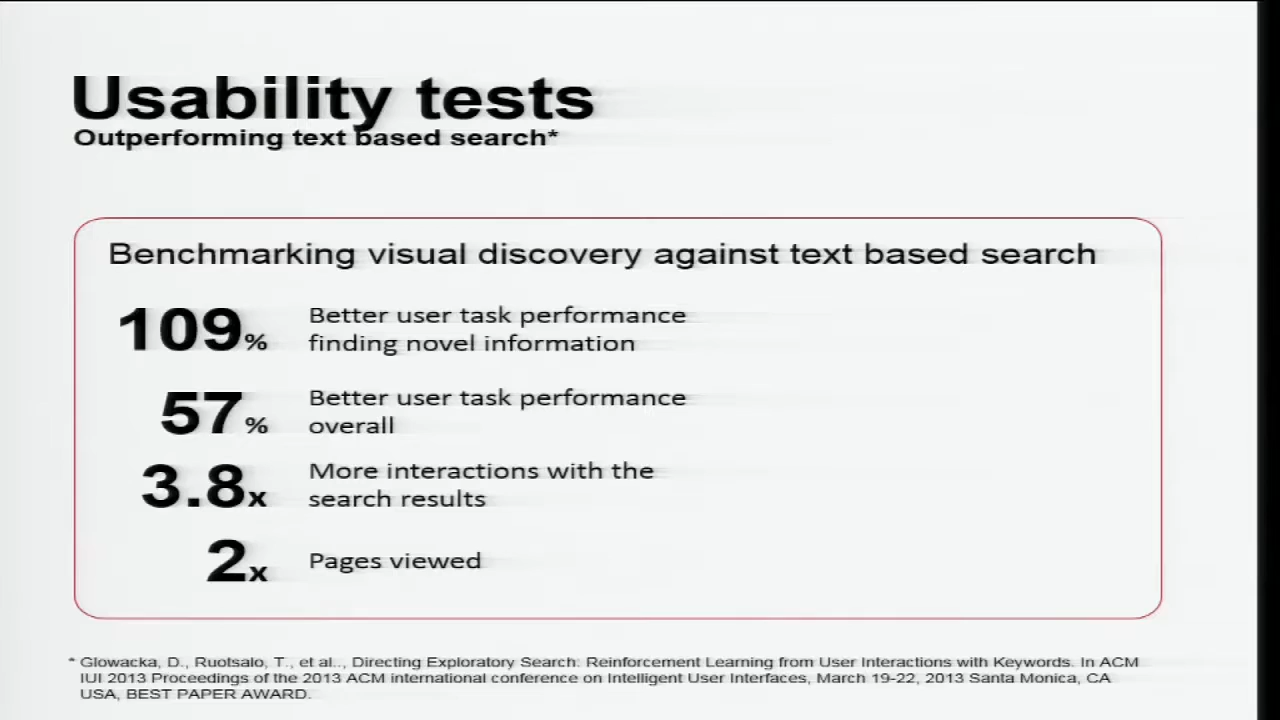 Usability tests
Outperforming text based search*
Benchmarking visual discovery against text based search
109% Better user task performance
finding novel information
57% Better user task performance
overall
3.8x More interactions with the
search results
2x Pages viewed
* Glowacka, D., Ruotsalo, T., et al.., Directing Exploratory Search: Reinforcement Learning from User Interactions with Keywords. In ACM
IUI 2013 Proceedings of the 2013 ACM international conference on Intelligent User Interfaces, March 19-22, 2013 Santa Monica, CA
USA, BEST PAPER AWARD.